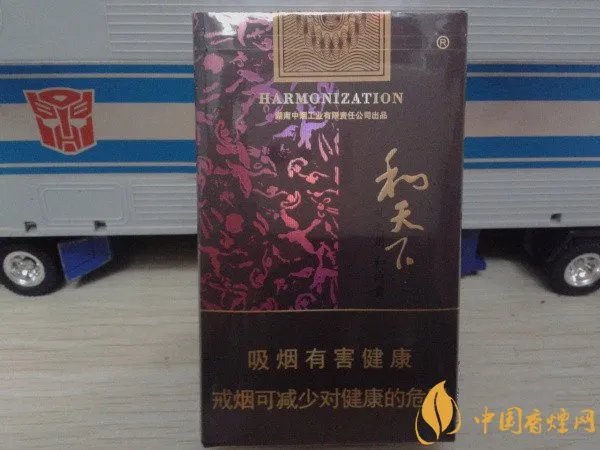 ®
HARMONIZATION
湖南中烟工业有限责任公司出品
和天下
吸烟有害健康
戒烟可减少对健康的危
中国香煙网